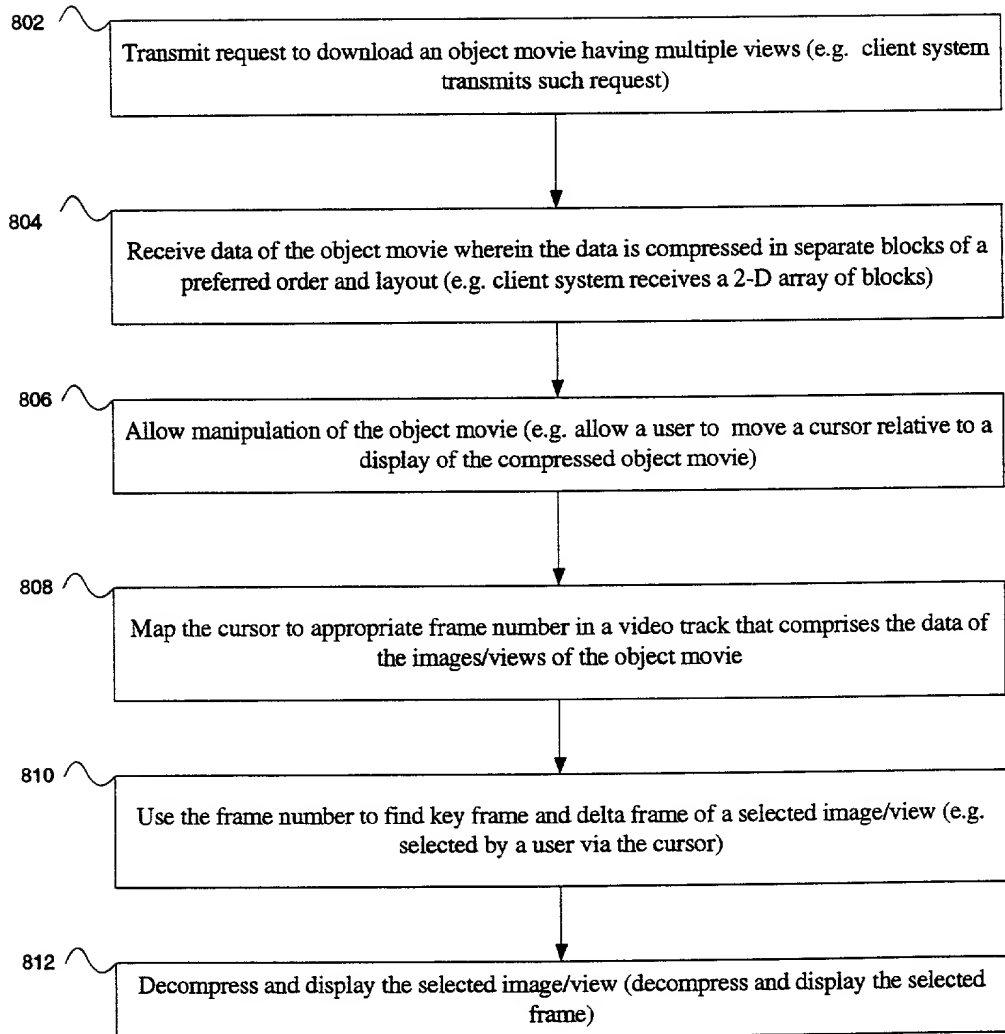 802
Transmit request to download an object movie having multiple views (e.g. client system
transmits such request)
804
Receive data of the object movie wherein the data is compressed in separate blocks of a
preferred order and layout (e.g. client system receives a 2-D array of blocks)
806
Allow manipulation of the object movie (e.g. allow a user to move a cursor relative to a
display of the compressed object movie)
808
Map the cursor to appropriate frame number in a video track that comprises the data of
the images/views of the object movie
810
Use the frame number to find key frame and delta frame of a selected image/view (e.g.
selected by a user via the cursor)
812
Decompress and display the selected image/view (decompress and display the selected
frame)